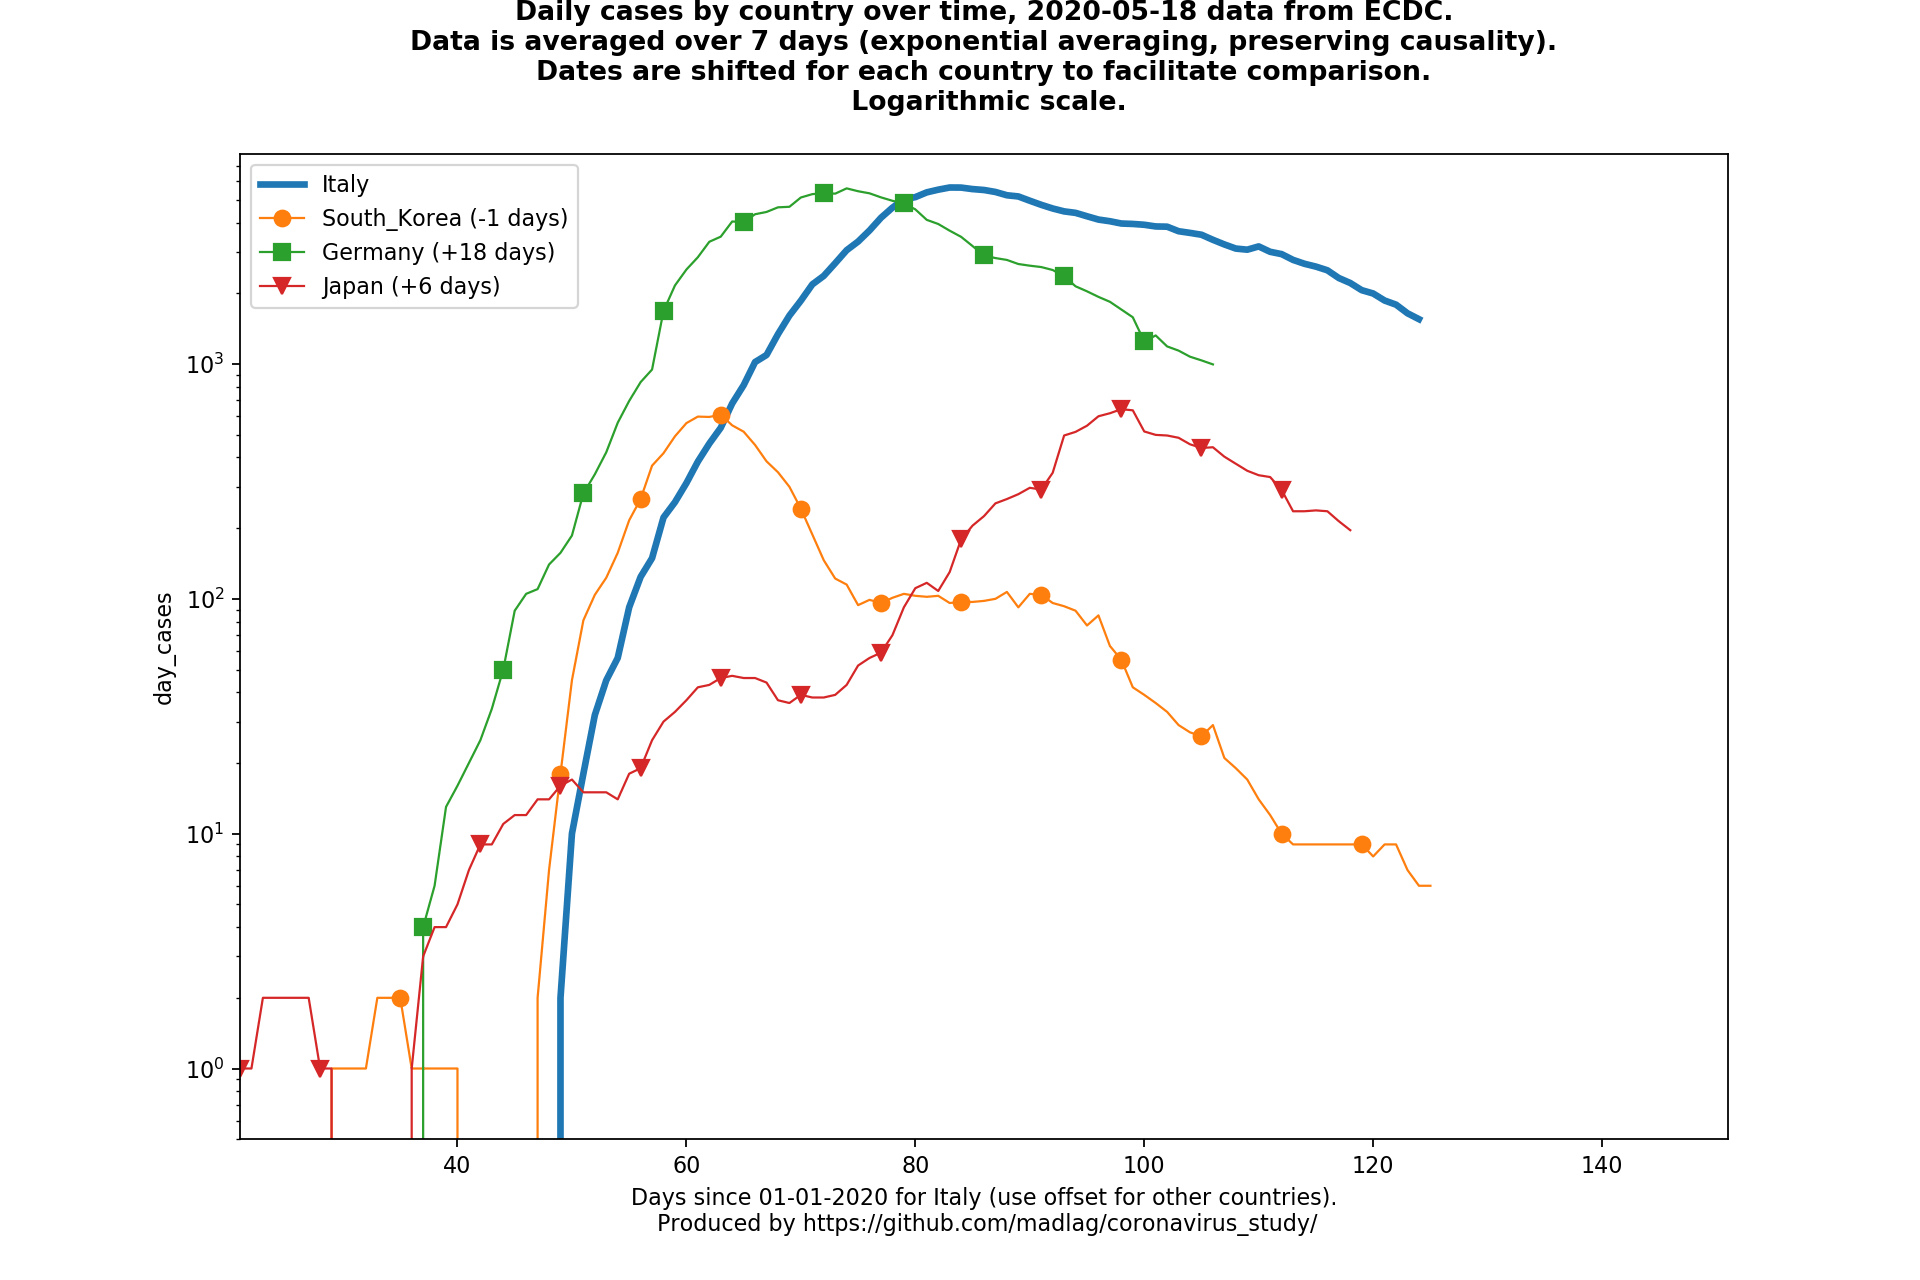 Daily cases by country over time, 2020-05-18 data from ECDC.
Data is averaged over 7 days (exponential averaging, preserving causality).
Dates are shifted for each country to facilitate comparison.
Logarithmic scale.
Italy
South_Korea (-1 days)
Germany (+18 days)
Japan (+6 days)
10³
10²
10¹
10⁰
day_cases
40 60 80 100 120 140
Days since 01-01-2020 for Italy (use offset for other countries).
Produced by https://github.com/madlag/coronavirus_study/